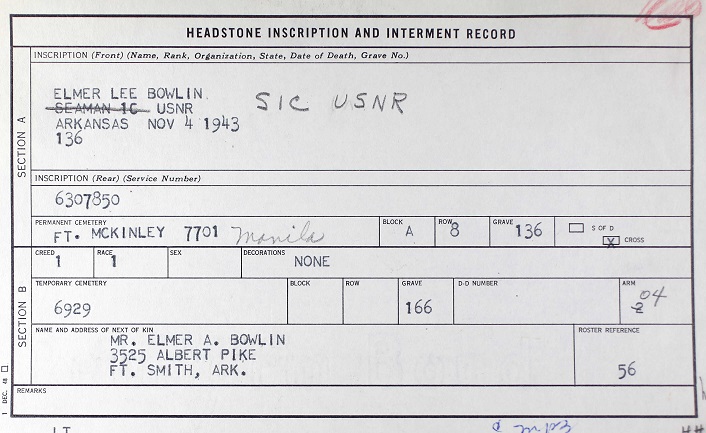 HEADSTONE INSCRIPTION AND INTERMENT RECORD
INSCRIPTION (Front) (Name, Rank, Organization, State, Date of Death, Grave No.)
ELMER LEE BOWLIN
SEAMAN 1C USNR S1C USNR
ARKANSAS NOV 4 1943
136
SECTION A
INSCRIPTION (Rear) (Service Number)
6307850
PERMANENT CEMETERY
FT. MCKINLEY 7701 Manila
BLOCK
A
ROW
8
GRAVE
136
S OF D
X CROSS
CREED
1
RACE
1
SEX
DECORATIONS
NONE
SECTION B
TEMPORARY CEMETERY
6929
BLOCK
ROW
GRAVE
166
D-D NUMBER
ARM
2 04
NAME AND ADDRESS OF NEXT OF KIN
MR. ELMER A. BOWLIN
3525 ALBERT PIKE
FT. SMITH, ARK.
ROSTER REFERENCE
56
REMARKS
1 DEC. 48